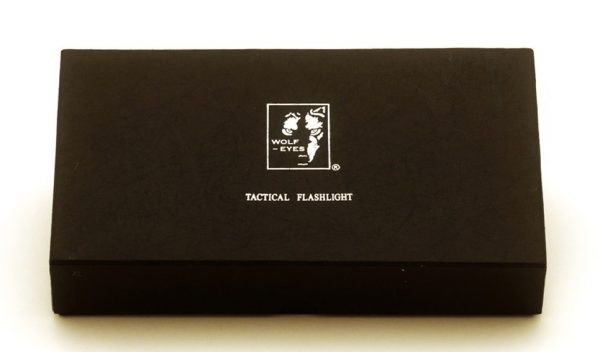 WOLF
- EYES
®
TACTICAL FLASHLIGHT